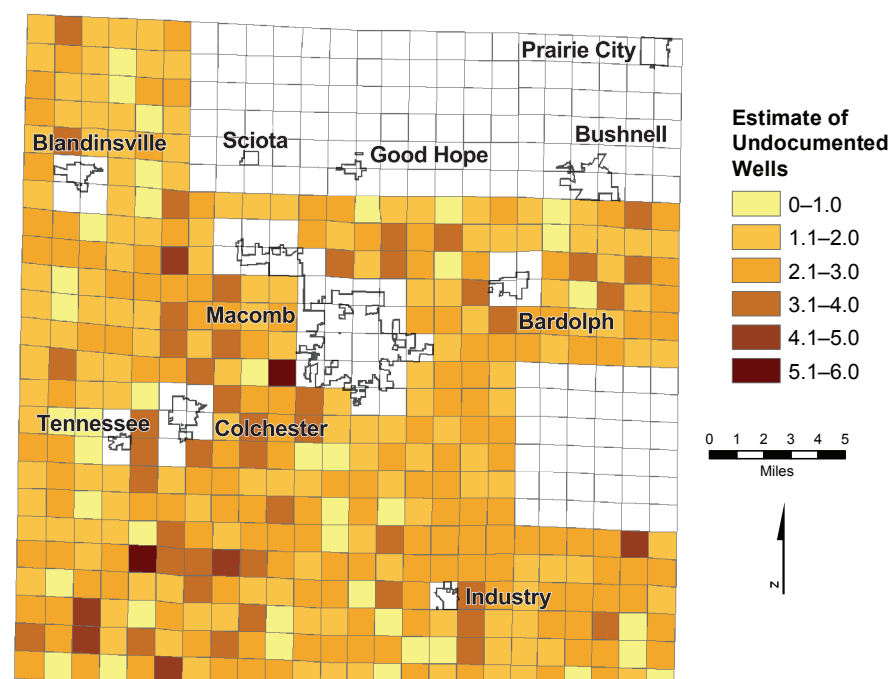 Prairie City
Estimate of
Undocumented
Wells
Blandinsville
Sciota
Good Hope
Bushnell
0–1.0
1.1–2.0
2.1–3.0
3.1–4.0
4.1–5.0
5.1–6.0
Macomb
Bardolph
Tennessee
Colchester
0 1 2 3 4 5
Miles
N
Industry